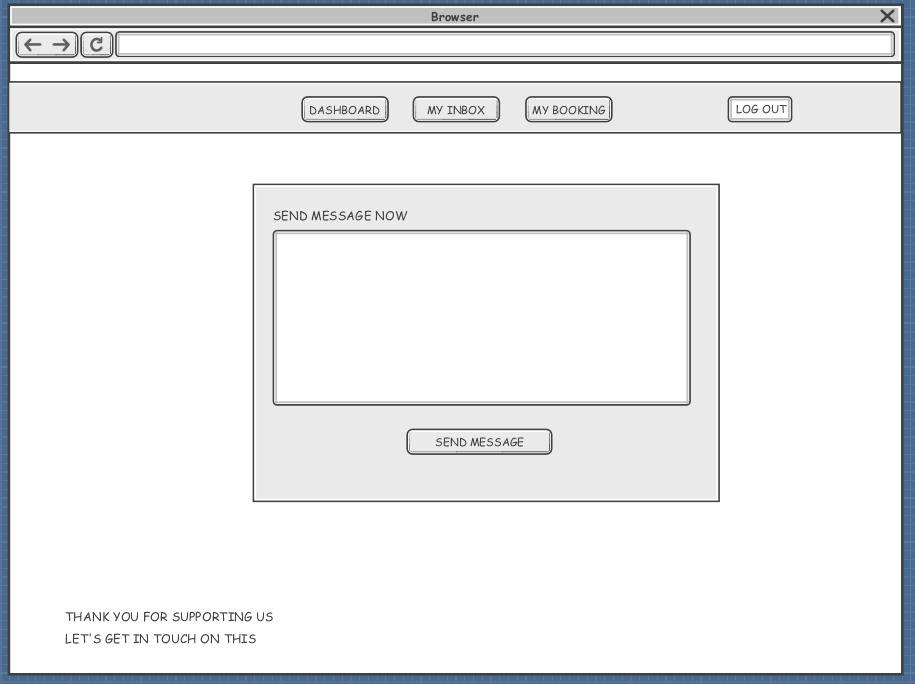 Browser
DASHBOARD MY INBOX MY BOOKING LOG OUT
SEND MESSAGE NOW
SEND MESSAGE
THANK YOU FOR SUPPORTING US
LET'S GET IN TOUCH ON THIS